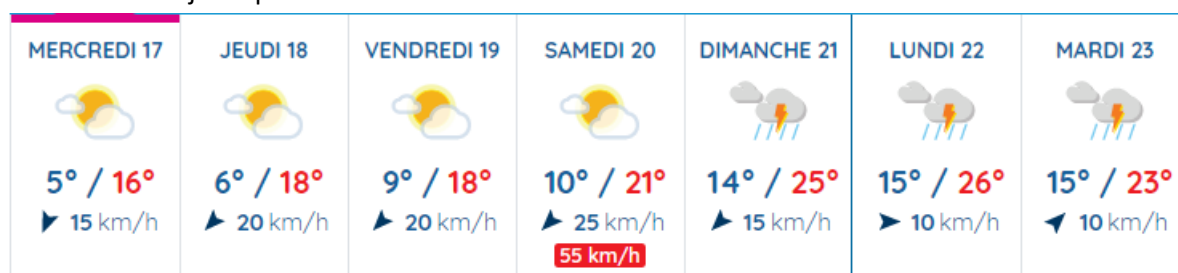 MERCREDI 17 JEUDI 18 VENDREDI 19 SAMEDI 20 DIMANCHE 21 LUNDI 22 MARDI 23
5° / 16° 6° / 18° 9° / 18° 10° / 21° 14° / 25° 15° / 26° 15° / 23°
15 km/h 20 km/h 20 km/h 25 km/h 15 km/h 10 km/h 10 km/h
55 km/h